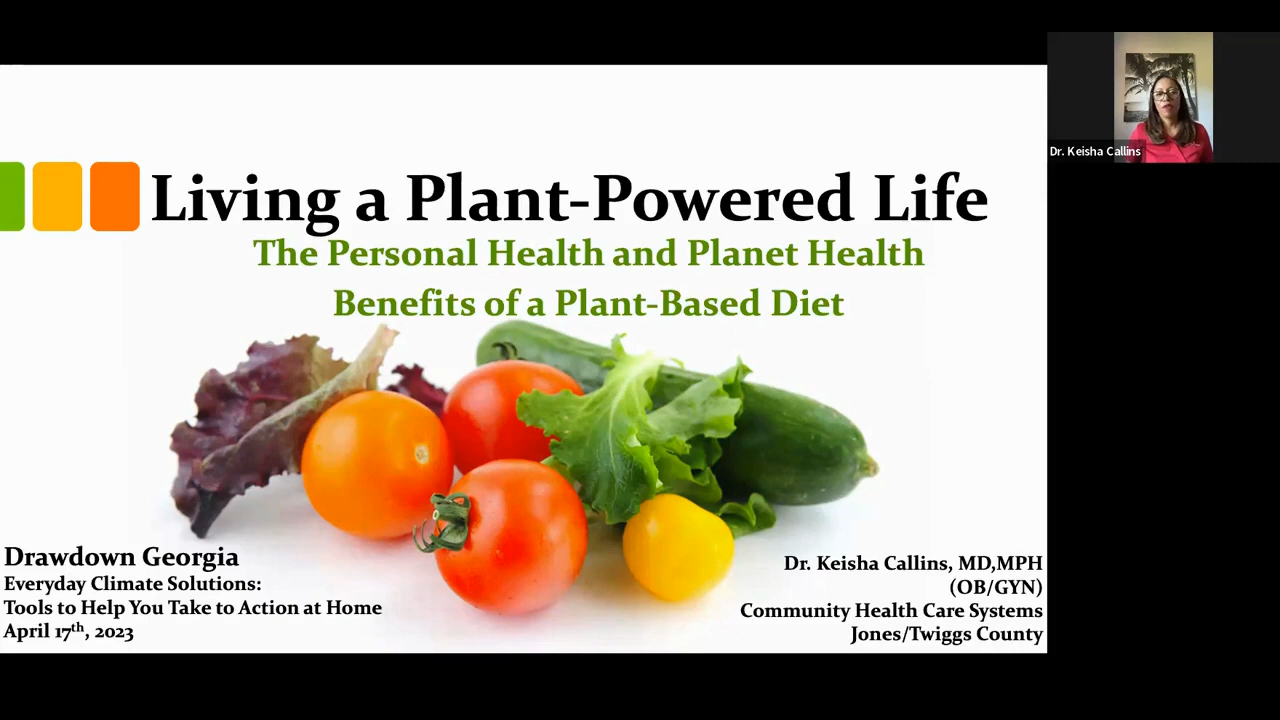 Living a Plant-Powered Life
The Personal Health and Planet Health
Benefits of a Plant-Based Diet
Drawdown Georgia
Everyday Climate Solutions:
Tools to Help You Take to Action at Home
April 17th, 2023
Dr. Keisha Callins, MD,MPH
(OB/GYN)
Community Health Care Systems
Jones/Twiggs County
Dr. Keisha Callins